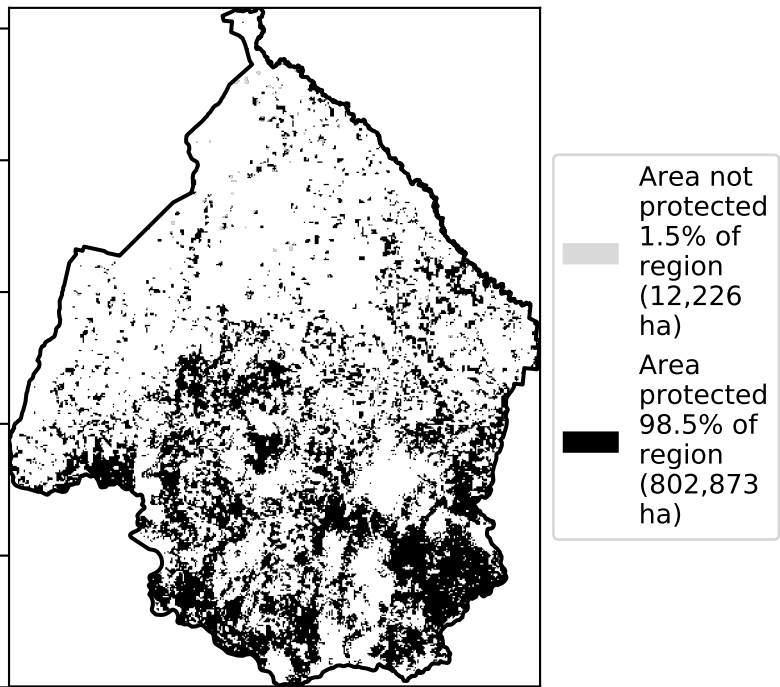 Area not
protected
1.5% of
region
(12,226
ha)
Area
protected
98.5% of
region
(802,873
ha)